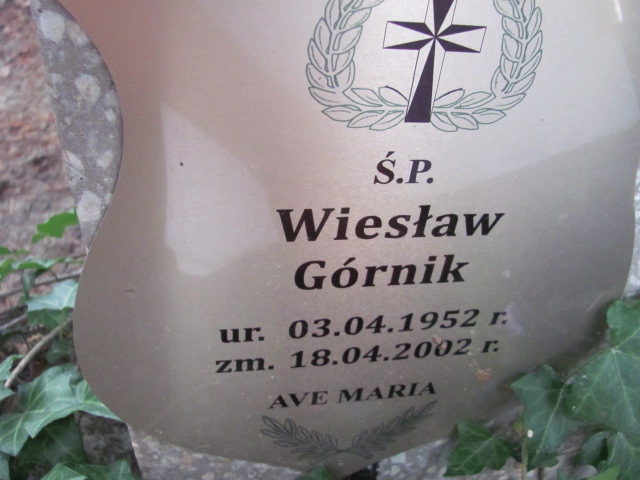 Ś.P.
Wiesław
Górnik
ur. 03.04.1952 r.
zm. 18.04.2002 r.
AVE MARIA